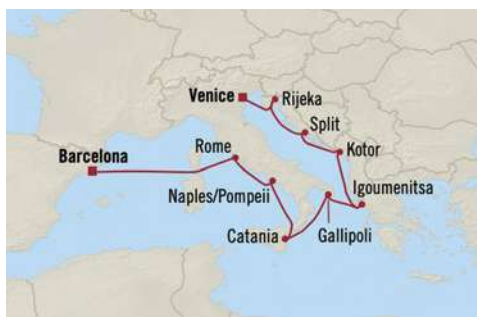 Venice
Rijeka
Split
Barcelona
Rome
Kotor
Naples/Pompeii
Igoumenitsa
Catania
Gallipoli